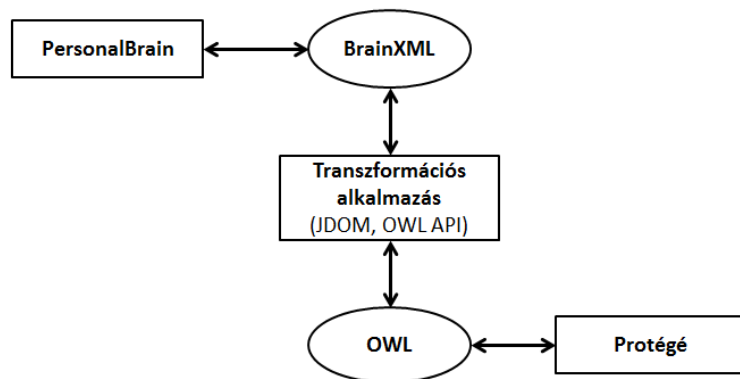 PersonalBrain
BrainXML
Transzformációs
alkalmazás
(JDOM, OWL API)
OWL
Protégé